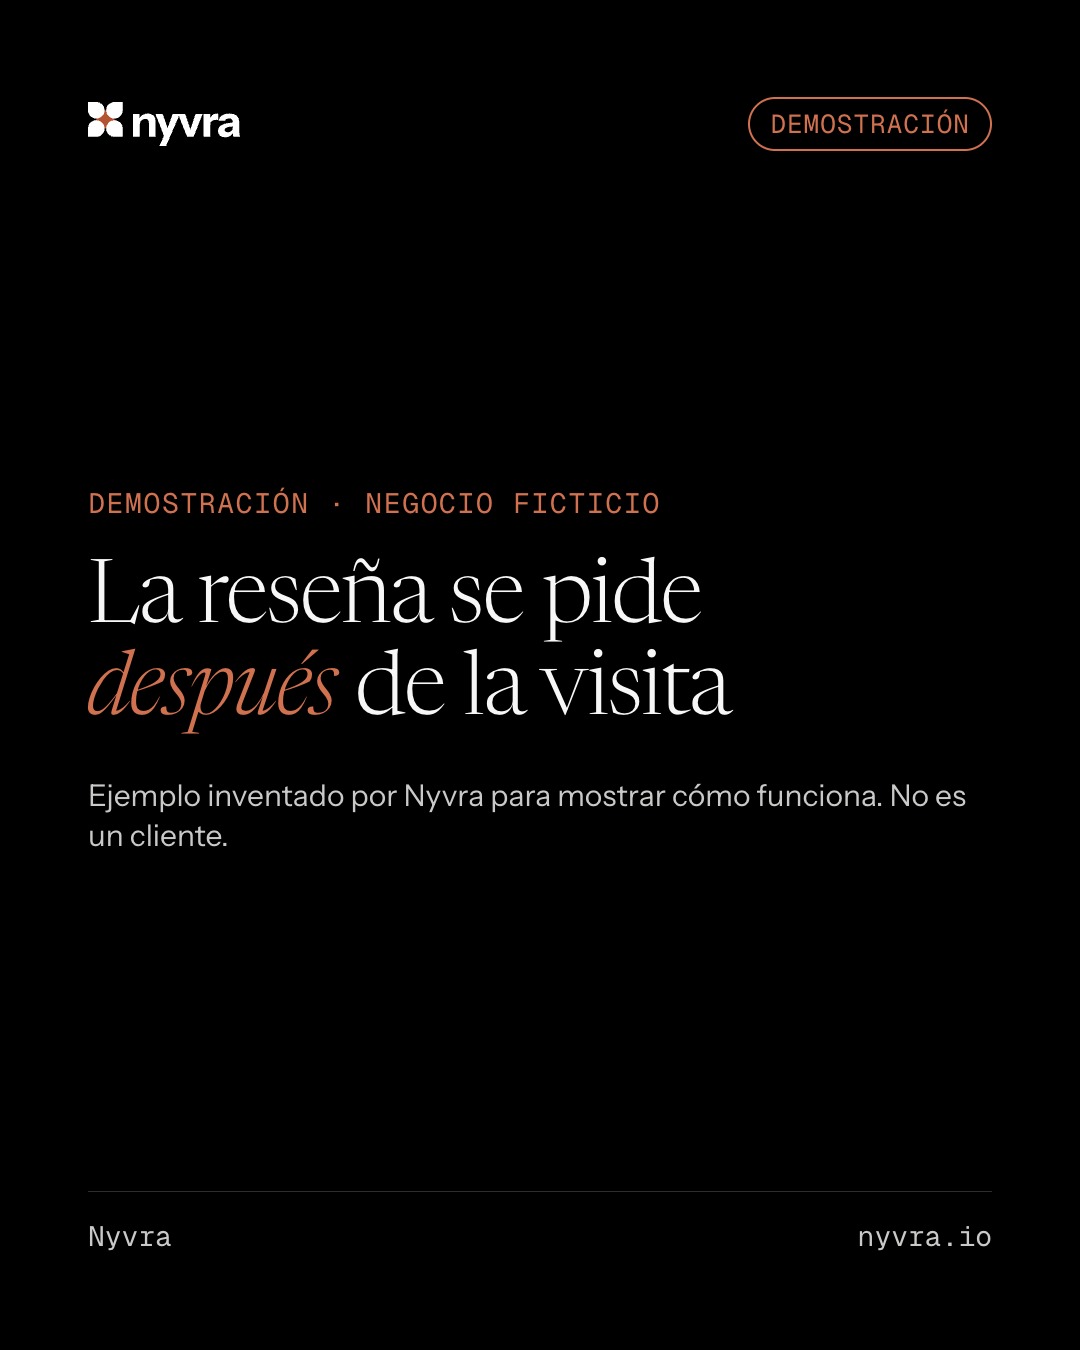 nyvra
DEMOSTRACIÓN
DEMOSTRACIÓN · NEGOCIO FICTICIO
La reseña se pide
después de la visita
Ejemplo inventado por Nyvra para mostrar cómo funciona. No es
un cliente.
Nyvra
nyvra.io